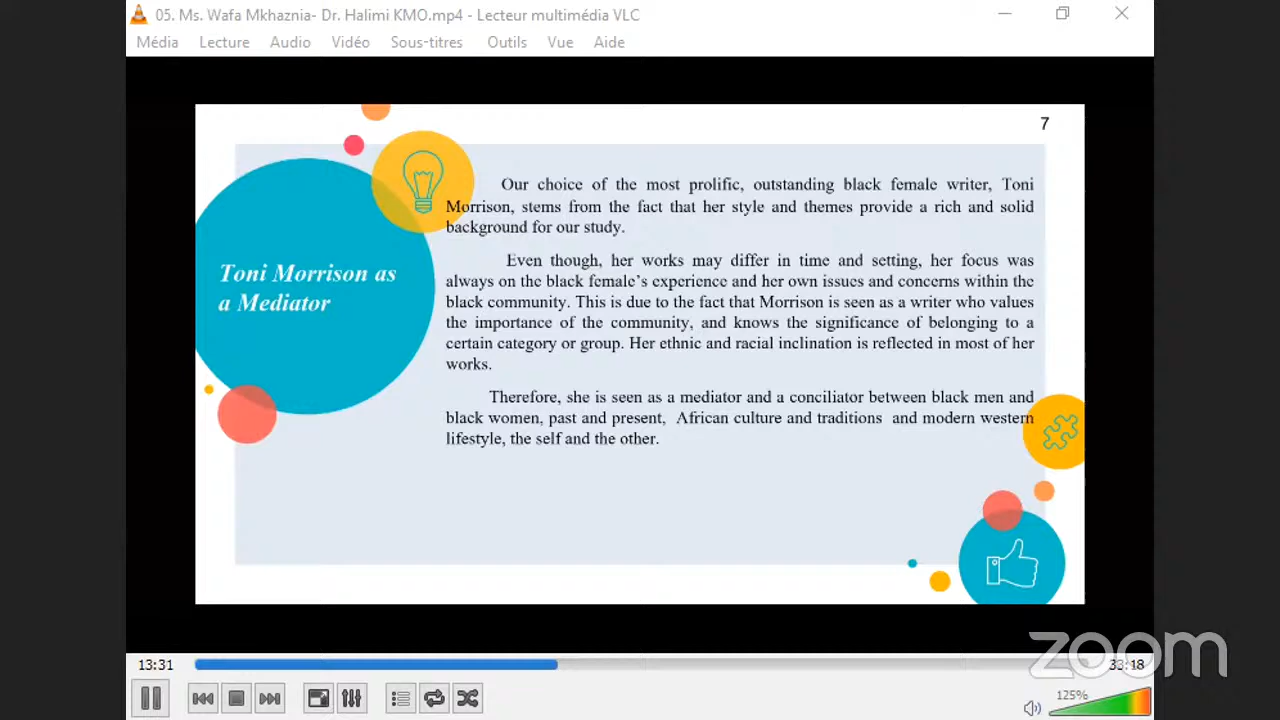 05. Ms. Wafa Mkhaznia- Dr. Halimi KMO.mp4 - Lecteur multimédia VLC
Média Lecture Audio Vidéo Sous-titres Outils Vue Aide
7
Toni Morrison as
a Mediator
Our choice of the most prolific, outstanding black female writer, Toni
Morrison, stems from the fact that her style and themes provide a rich and solid
background for our study.
Even though, her works may differ in time and setting, her focus was
always on the black female's experience and her own issues and concerns within the
black community. This is due to the fact that Morrison is seen as a writer who values
the importance of the community, and knows the significance of belonging to a
certain category or group. Her ethnic and racial inclination is reflected in most of her
works.
Therefore, she is seen as a mediator and a conciliator between black men and
black women, past and present, African culture and traditions and modern western
lifestyle, the self and the other.
zoom
13:31
33:18
125%